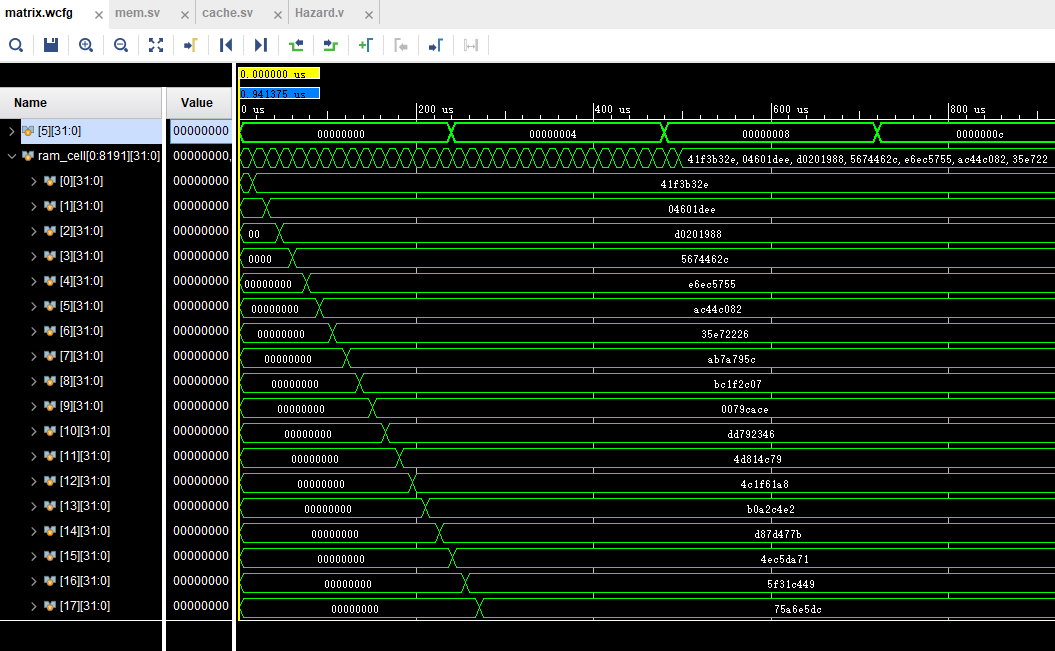 matrix.wcfg × mem.sv × cache.sv × Hazard.v ×
0.000000 us
0.941375 us
Name Value 0 us 200 us 400 us 600 us 800 us
[5][31:0] 00000000 00000000 00000004 00000008 0000000c
ram_cell[0:8191][31:0] 00000000, 41f3b32e, 04601dee, d0201988, 5674462c, e6ec5755, ac44c082, 35e722
[0][31:0] 00000000 41f3b32e
[1][31:0] 00000000 04601dee
[2][31:0] 00000000 00 d0201988
[3][31:0] 00000000 0000 5674462c
[4][31:0] 00000000 00000000 e6ec5755
[5][31:0] 00000000 00000000 ac44c082
[6][31:0] 00000000 00000000 35e72226
[7][31:0] 00000000 00000000 ab7a795c
[8][31:0] 00000000 00000000 bc1f2c07
[9][31:0] 00000000 00000000 0079cace
[10][31:0] 00000000 00000000 dd792346
[11][31:0] 00000000 00000000 4d814c79
[12][31:0] 00000000 00000000 4c1f61a8
[13][31:0] 00000000 00000000 b0a2c4e2
[14][31:0] 00000000 00000000 d87d477b
[15][31:0] 00000000 00000000 4ec5da71
[16][31:0] 00000000 00000000 5f31c449
[17][31:0] 00000000 00000000 75a6e5dc